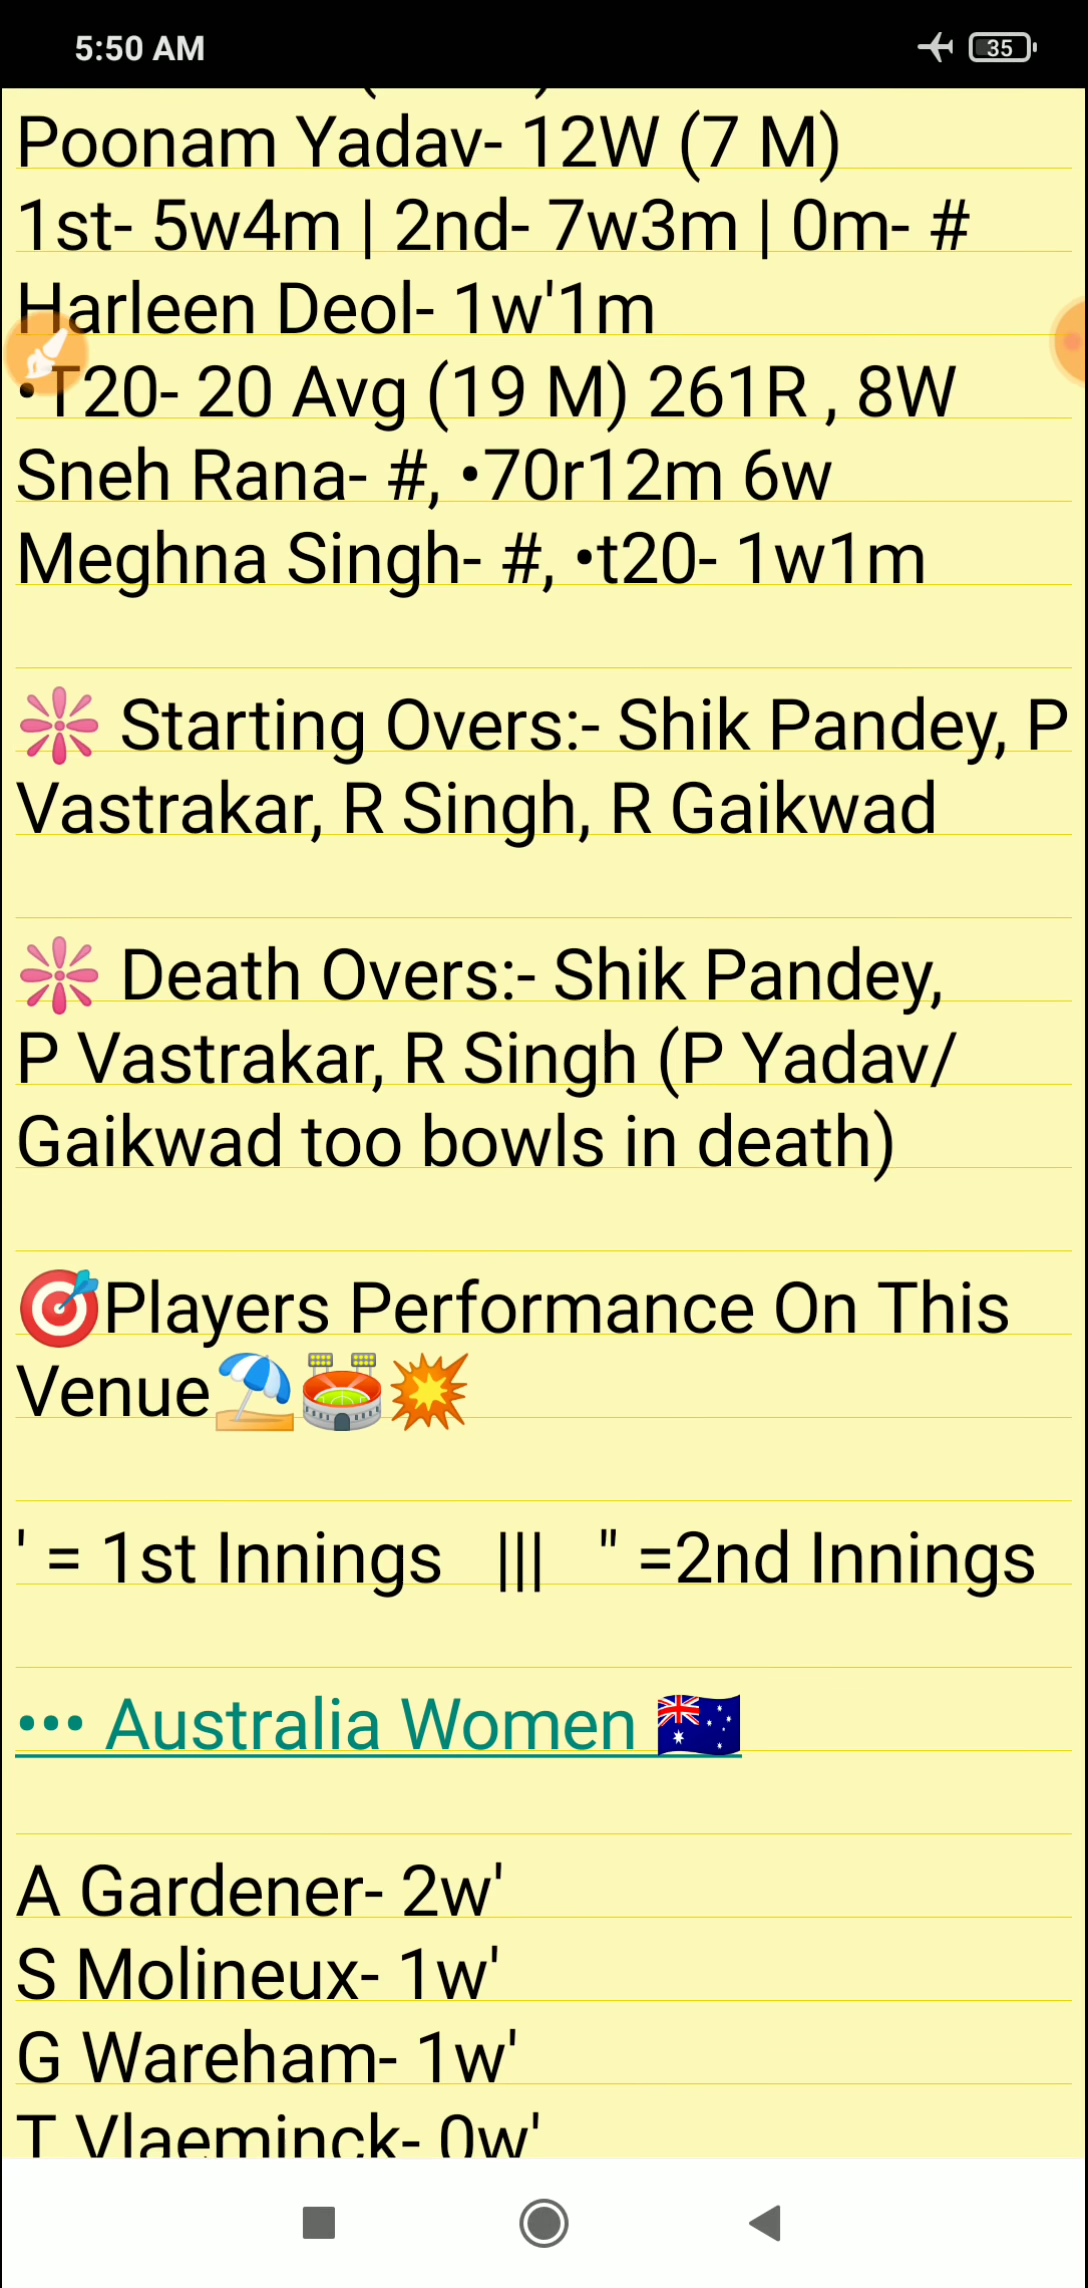 5:50 AM
35
Poonam Yadav- 12W (7 M)
1st- 5w4m | 2nd- 7w3m | 0m- #
Harleen Deol- 1w'1m
•T20- 20 Avg (19 M) 261R , 8W
Sneh Rana- #, •70r12m 6w
Meghna Singh- #, •t20- 1w1m
Starting Overs:- Shik Pandey, P
Vastrakar, R Singh, R Gaikwad
Death Overs:- Shik Pandey,
P Vastrakar, R Singh (P Yadav/
Gaikwad too bowls in death)
🎯Players Performance On This
Venue⛱️🏟️💥
' = 1st Innings ||| " =2nd Innings
••• Australia Women 🇦🇺
A Gardener- 2w'
S Molineux- 1w'
G Wareham- 1w'
T Vlaeminck- 0w'